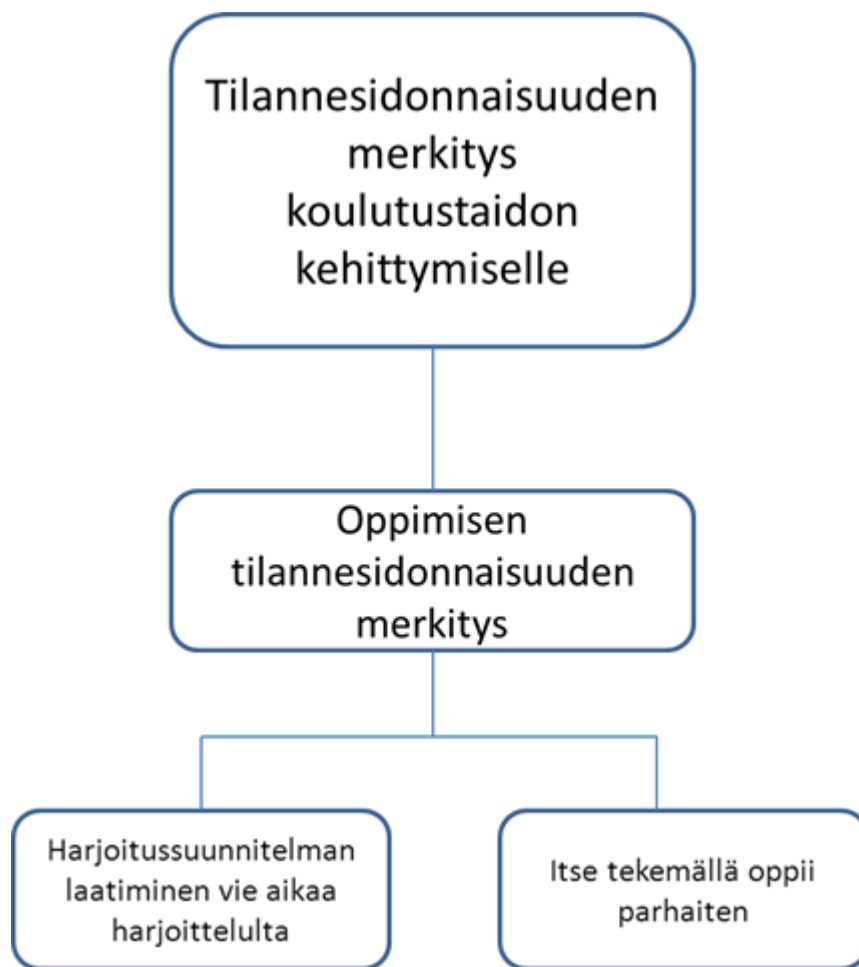 Tilannesidonnaisuuden
merkitys
koulutustaidon
kehittymiselle
Oppimisen
tilannesidonnaisuuden
merkitys
Harjoitussuunnitelman
laatiminen vie aikaa
harjoittelulta
Itse tekemällä oppii
parhaiten